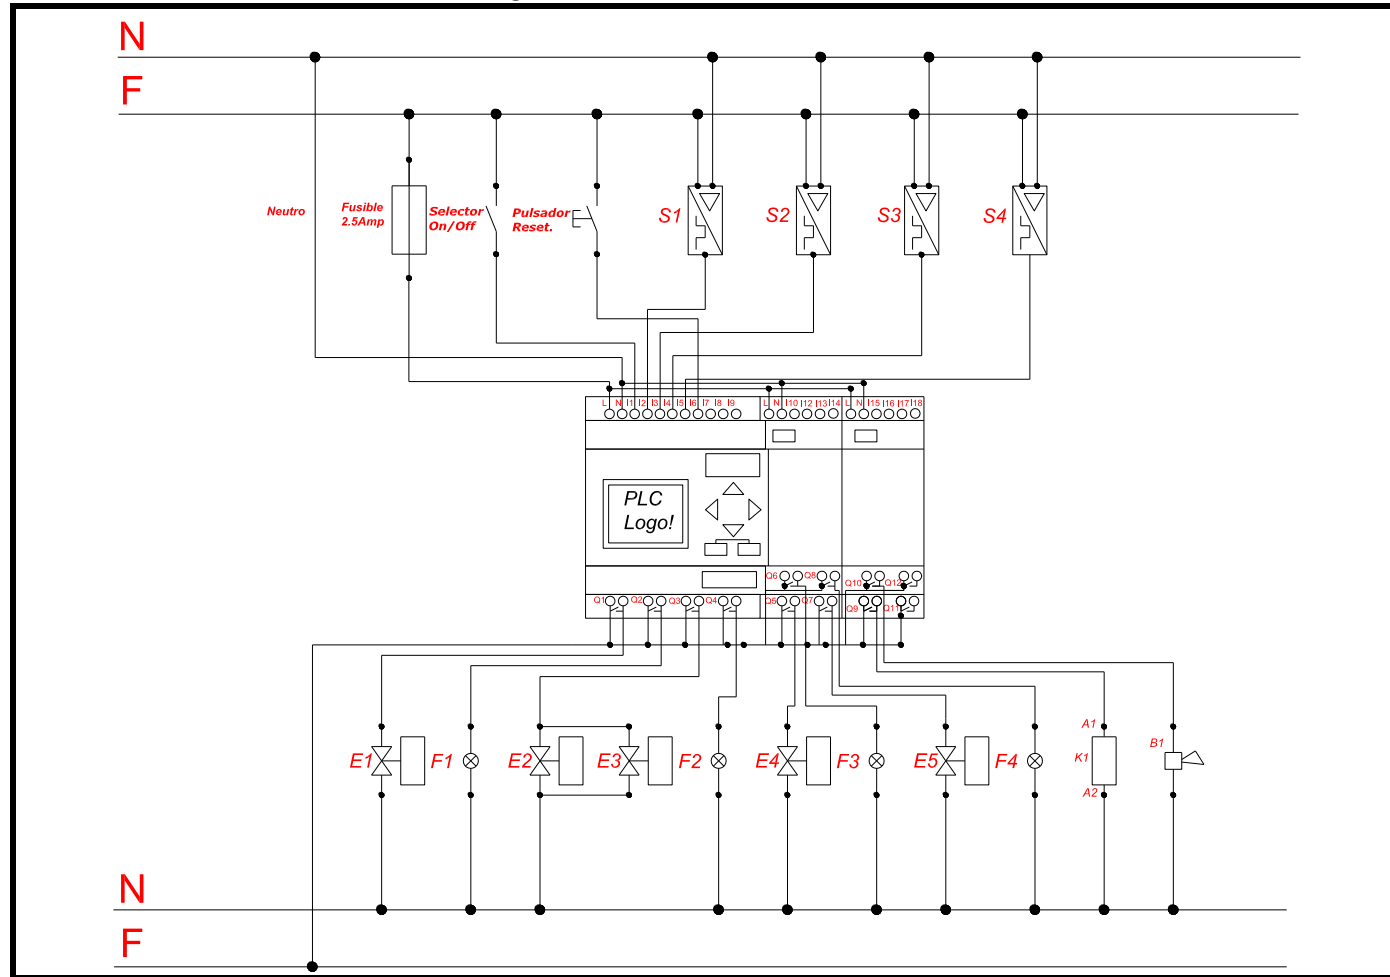 N
F
Neutro
Fusible
2.5Amp
Selector
On/Off
Pulsador
Reset.
S1
S2
S3
S4
L N I1 I2 I3 I4 I5 I6 I7 I8 I9
L N I10 I12 I13 I14
L N I15 I16 I17 I18
PLC
Logo!
Q6 Q8 Q10 Q12
Q1 Q2 Q3 Q4 Q5 Q7 Q9 Q11
E1
F1
E2
E3
F2
E4
F3
E5
F4
A1
K1
A2
B1
N
F